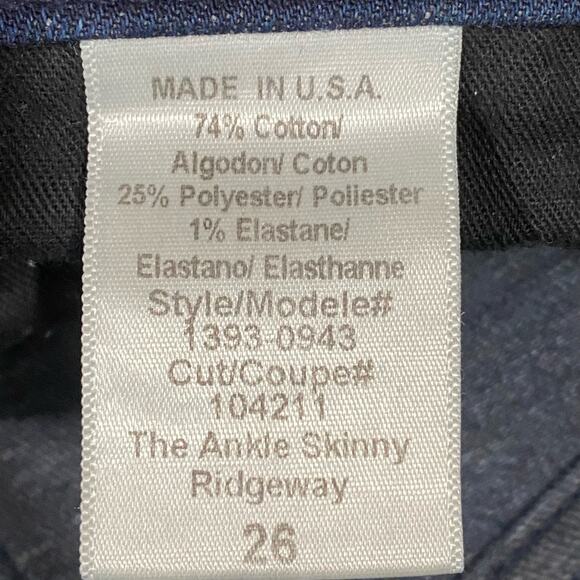 MADE IN U.S.A.
74% Cotton/
Algodon/ Coton
25% Polyester/ Poliester
1% Elastane/
Elastano/ Elasthanne
Style/Modele#
1393-0943
Cut/Coupe#
104211
The Ankle Skinny
Ridgeway
26